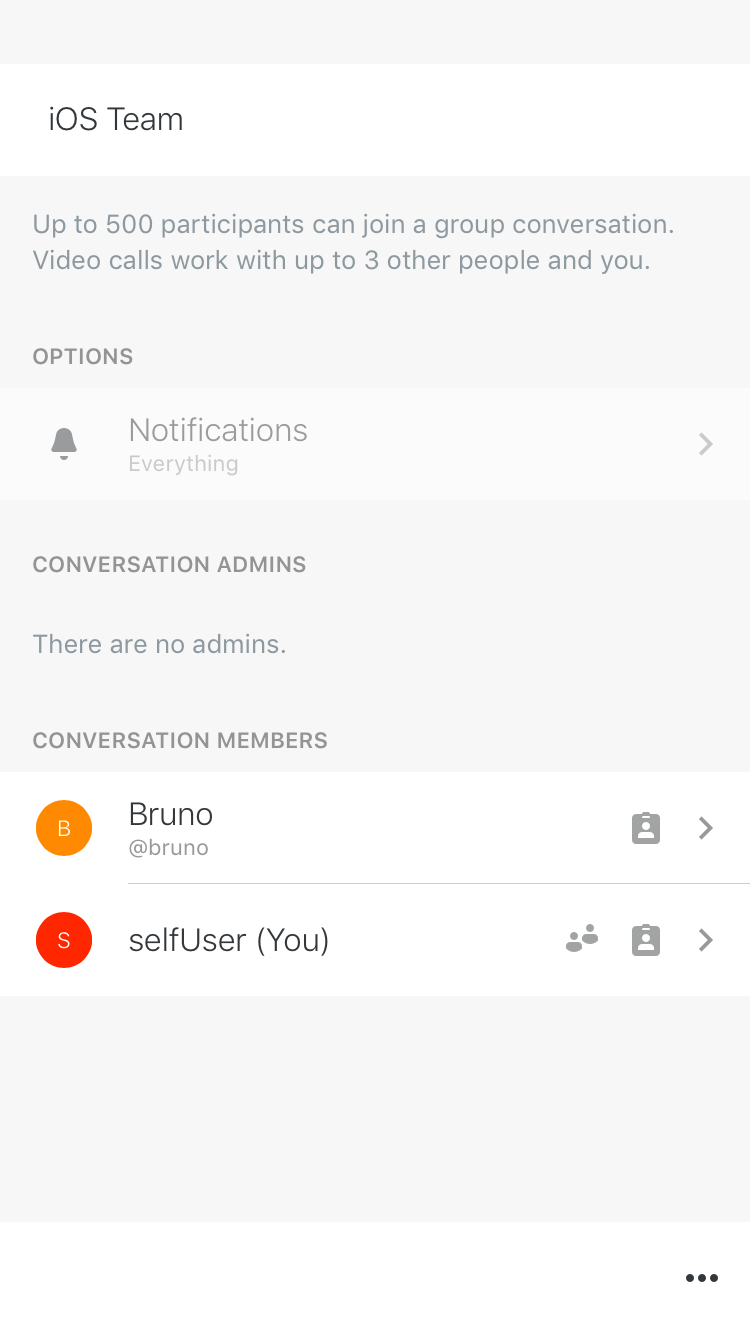 iOS Team
Up to 500 participants can join a group conversation.
Video calls work with up to 3 other people and you.
OPTIONS
Notifications
Everything
CONVERSATION ADMINS
There are no admins.
CONVERSATION MEMBERS
B
Bruno
@bruno
S
selfUser (You)